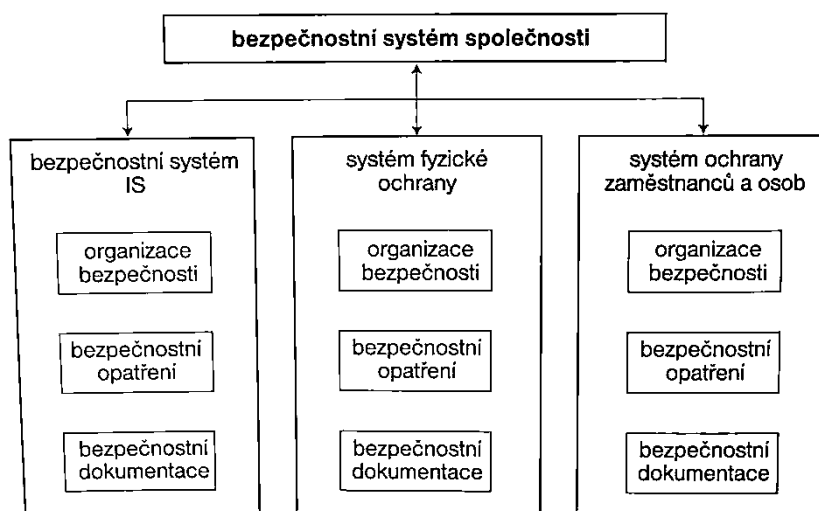 bezpečnostní systém společnosti
bezpečnostní systém
IS
organizace
bezpečnosti
bezpečnostní
opatření
bezpečnostní
dokumentace
systém fyzické
ochrany
organizace
bezpečnosti
bezpečnostní
opatření
bezpečnostní
dokumentace
systém ochrany
zaměstnanců a osob
organizace
bezpečnosti
bezpečnostní
opatření
bezpečnostní
dokumentace